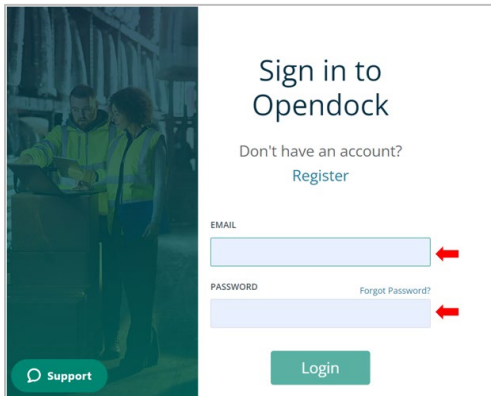 Sign in to
Opendock
Don't have an account?
Register
EMAIL
PASSWORD
Forgot Password?
Login
Support